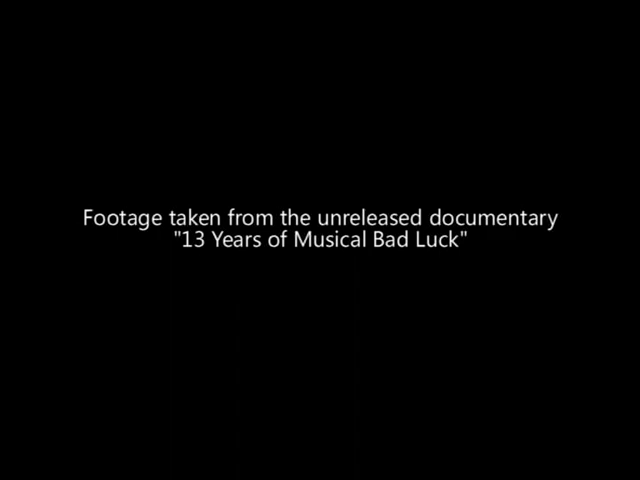 Footage taken from the unreleased documentary
"13 Years of Musical Bad Luck"